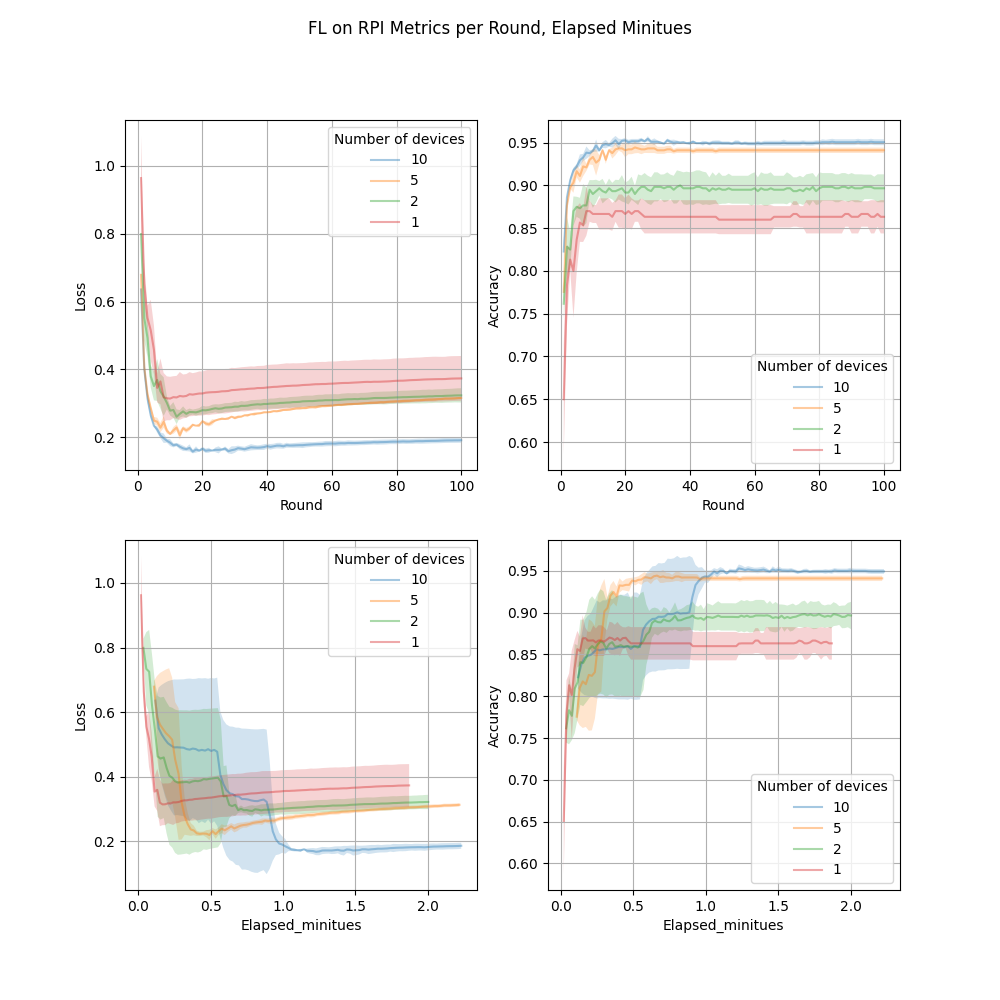 FL on RPI Metrics per Round, Elapsed Minitues
Number of devices
10
5
2
1
1.0
0.8
0.6
0.4
0.2
Loss
0 20 40 60 80 100
Round
0.95
0.90
0.85
0.80
0.75
0.70
0.65
0.60
Accuracy
Number of devices
10
5
2
1
0 20 40 60 80 100
Round
Number of devices
10
5
2
1
1.0
0.8
0.6
0.4
0.2
Loss
0.0 0.5 1.0 1.5 2.0
Elapsed_minitues
0.95
0.90
0.85
0.80
0.75
0.70
0.65
0.60
Accuracy
Number of devices
10
5
2
1
0.0 0.5 1.0 1.5 2.0
Elapsed_minitues